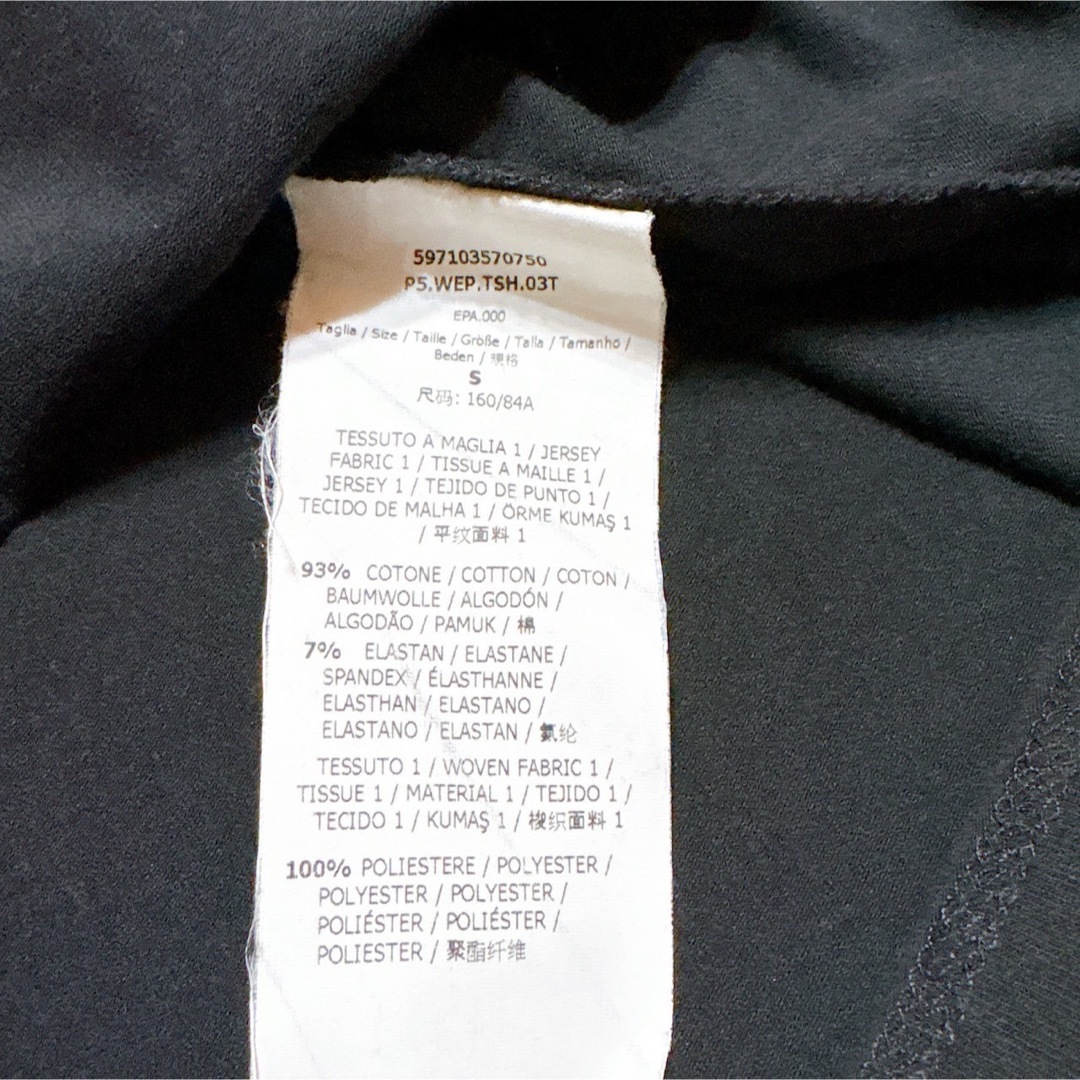 597103570750
P5.WEP.TSH.03T
EPA.000
Taglia / Size / Taille / Größe / Talla / Tamanho /
Beden / 规格
S
尺码: 160/84A
TESSUTO A MAGLIA 1 / JERSEY
FABRIC 1 / TISSUE A MAILLE 1 /
JERSEY 1 / TEJIDO DE PUNTO 1 /
TECIDO DE MALHA 1 / ÖRME KUMAŞ 1
/ 平纹面料 1
93% COTONE / COTTON / COTON /
BAUMWOLLE / ALGODÓN /
ALGODÃO / PAMUK / 棉
7% ELASTAN / ELASTANE /
SPANDEX / ÉLASTHANNE /
ELASTHAN / ELASTANO /
ELASTANO / ELASTAN / 氨纶
TESSUTO 1 / WOVEN FABRIC 1 /
TISSUE 1 / MATERIAL 1 / TEJIDO 1 /
TECIDO 1 / KUMAŞ 1 / 梭织面料 1
100% POLIESTERE / POLYESTER /
POLYESTER / POLYESTER /
POLIÉSTER / POLIÉSTER /
POLIESTER / 聚酯纤维